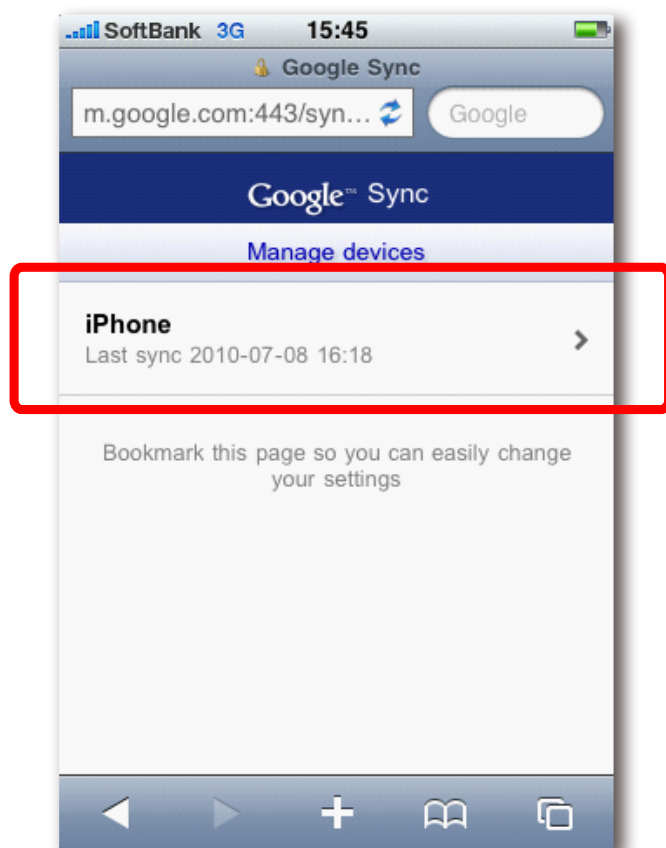 SoftBank 3G 15:45
Google Sync
m.google.com:443/syn... Google
Google™ Sync
Manage devices
iPhone
Last sync 2010-07-08 16:18
Bookmark this page so you can easily change
your settings